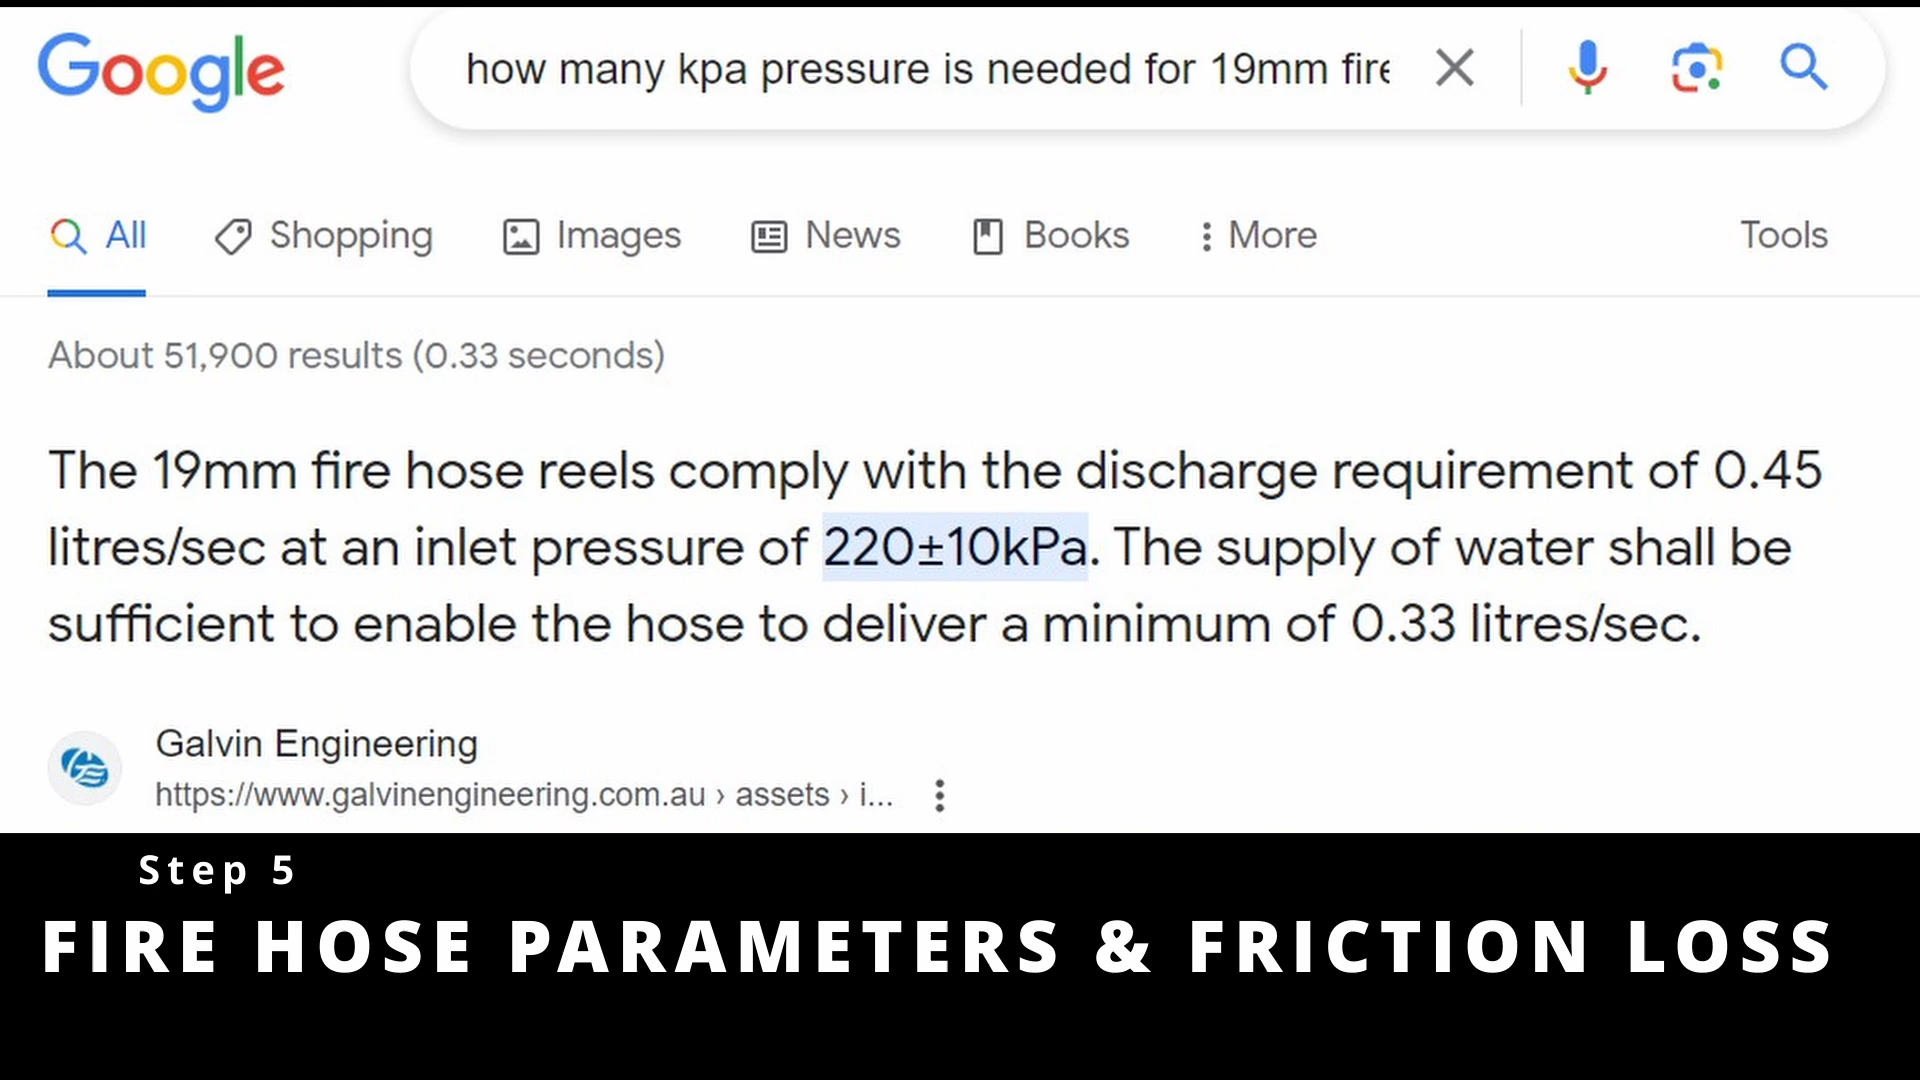 Google
how many kpa pressure is needed for 19mm fire
All
Shopping
Images
News
Books
More
Tools
About 51,900 results (0.33 seconds)
The 19mm fire hose reels comply with the discharge requirement of 0.45
litres/sec at an inlet pressure of 220±10kPa. The supply of water shall be
sufficient to enable the hose to deliver a minimum of 0.33 litres/sec.
Galvin Engineering
https://www.galvinengineering.com.au › assets › i...
Step 5
FIRE HOSE PARAMETERS & FRICTION LOSS